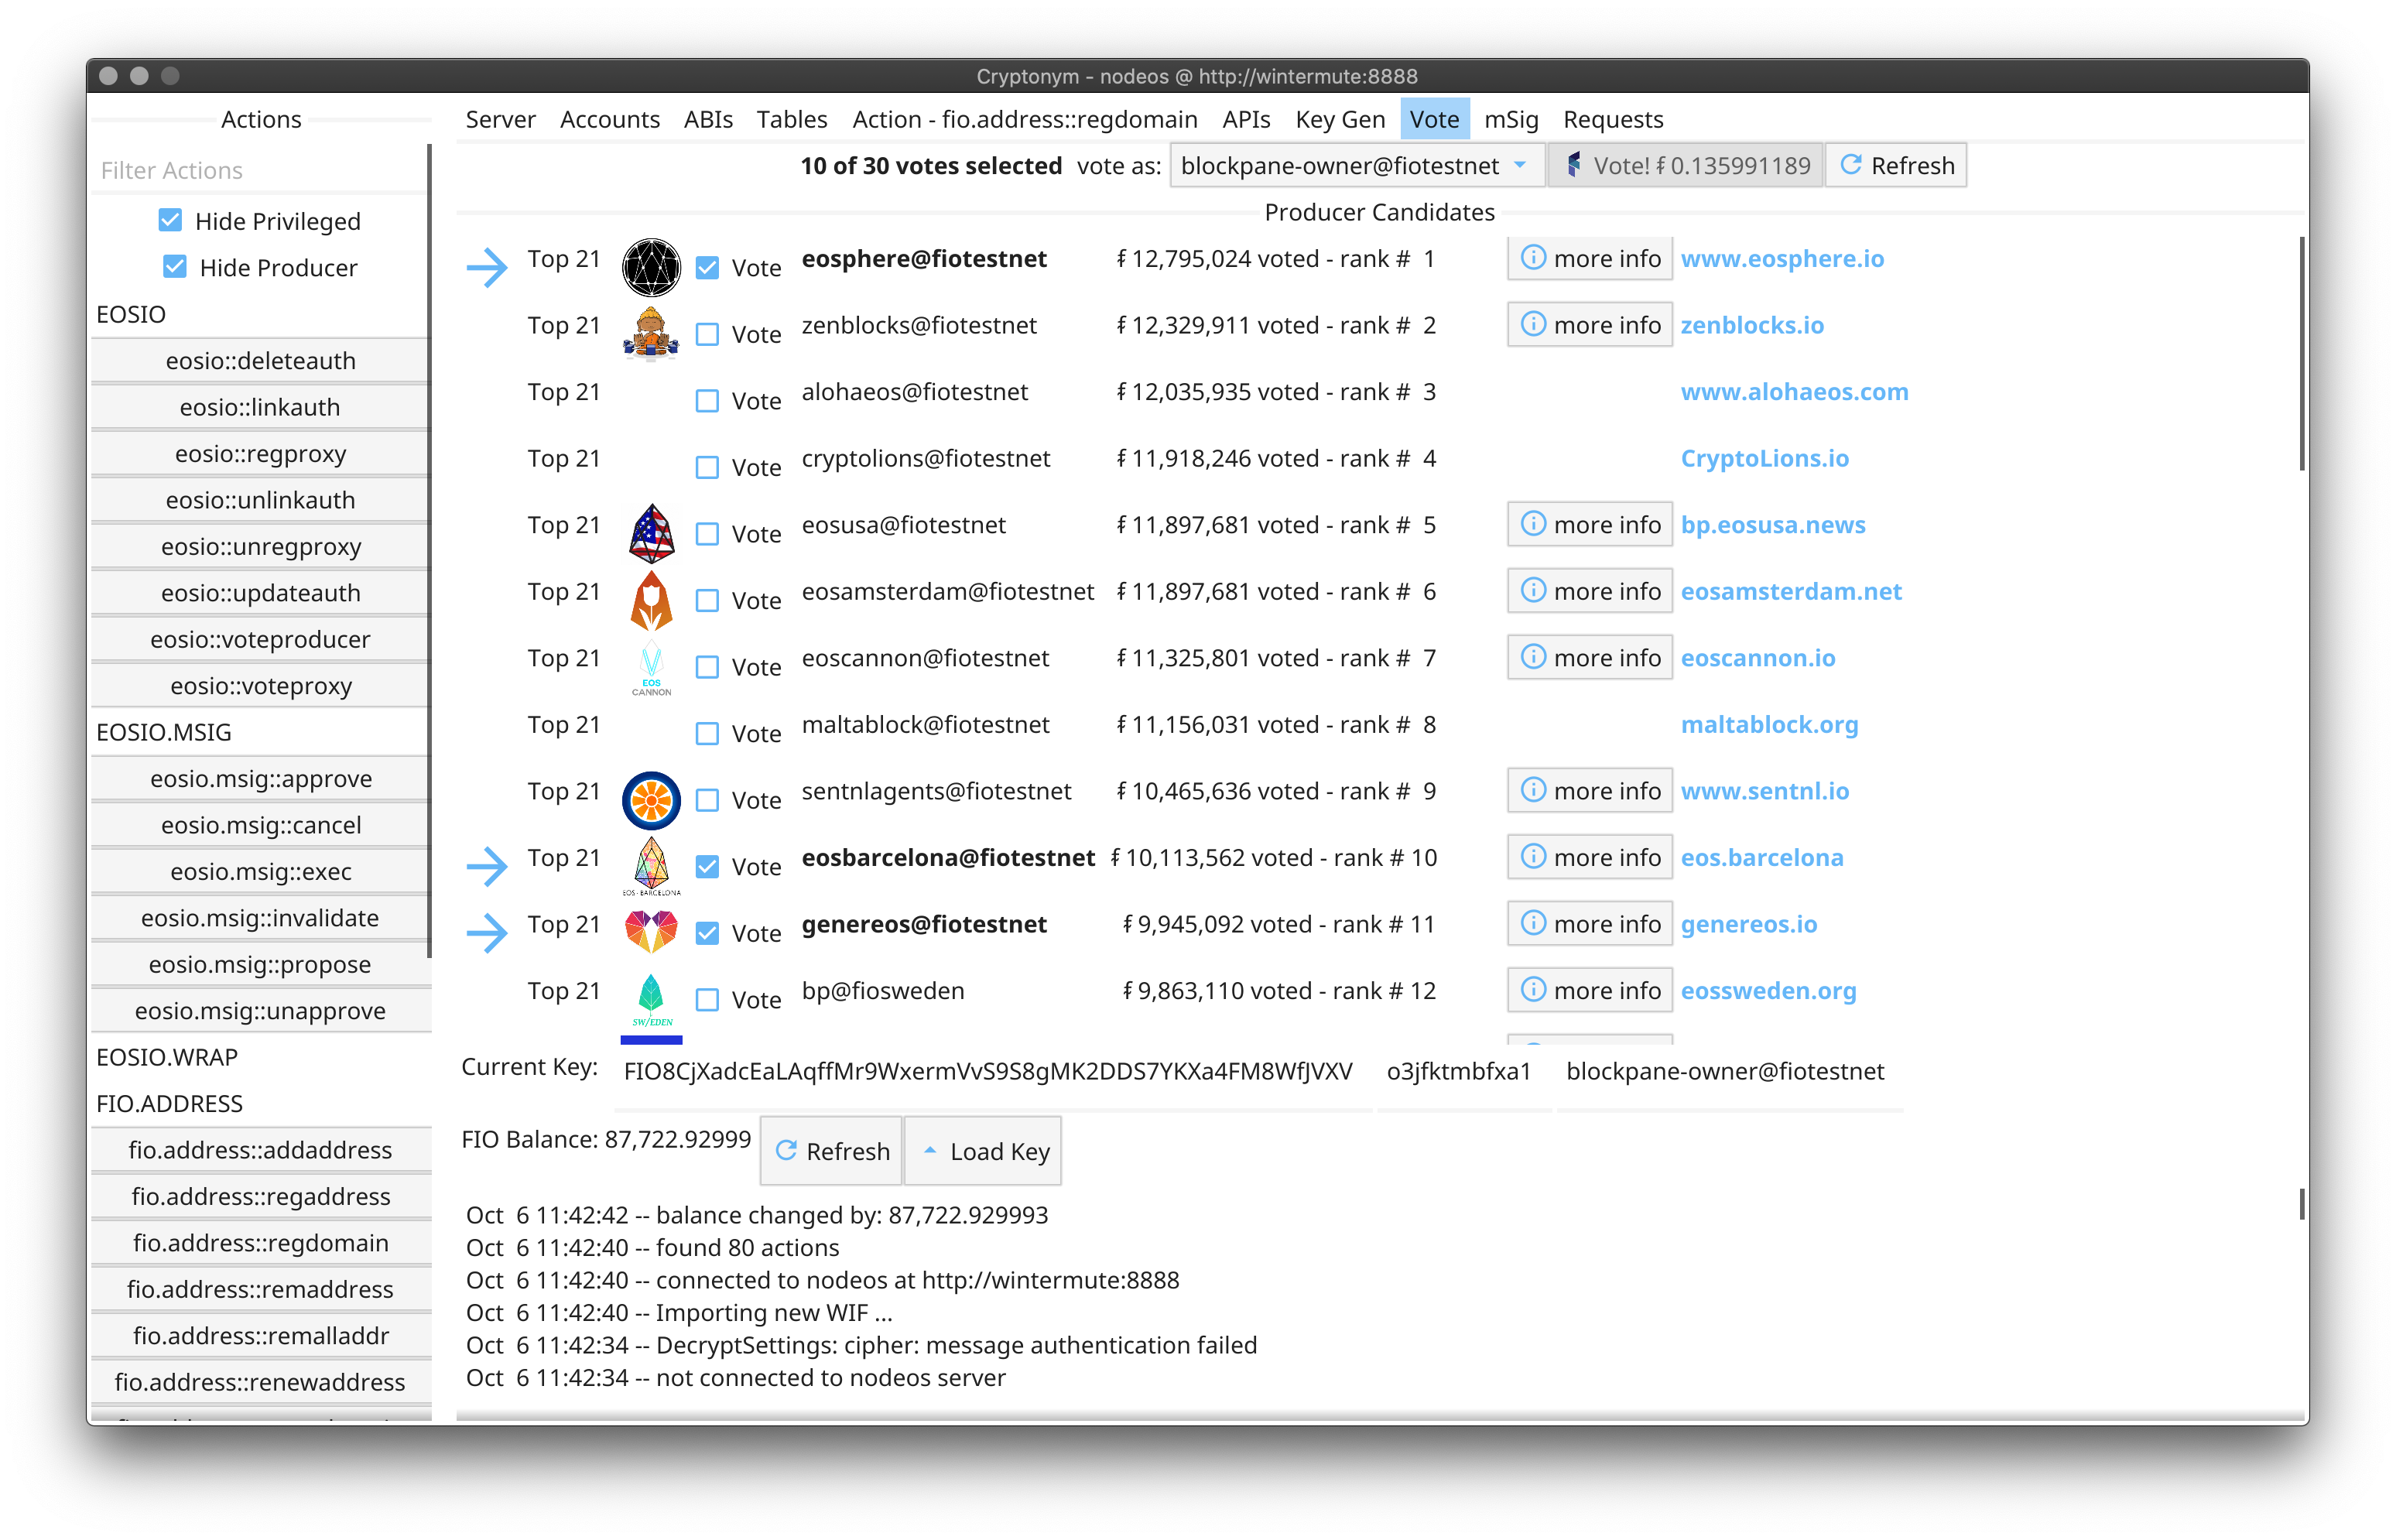 Cryptonym - nodeos @ http://wintermute:8888
Actions
Filter Actions
Hide Privileged
Hide Producer
EOSIO
eosio::deleteauth
eosio::linkauth
eosio::regproxy
eosio::unlinkauth
eosio::unregproxy
eosio::updateauth
eosio::voteproducer
eosio::voteproxy
EOSIO.MSIG
eosio.msig::approve
eosio.msig::cancel
eosio.msig::exec
eosio.msig::invalidate
eosio.msig::propose
eosio.msig::unapprove
EOSIO.WRAP
FIO.ADDRESS
fio.address::addaddress
fio.address::regaddress
fio.address::regdomain
fio.address::remaddress
fio.address::remalladdr
fio.address::renewaddress
Server Accounts ABIs Tables Action - fio.address::regdomain APIs Key Gen Vote mSig Requests
10 of 30 votes selected vote as: blockpane-owner@fiotestnet Vote! ꞙ 0.135991189 Refresh
Producer Candidates
Top 21 Vote eosphere@fiotestnet ꞙ 12,795,024 voted - rank # 1 more info www.eosphere.io
Top 21 Vote zenblocks@fiotestnet ꞙ 12,329,911 voted - rank # 2 more info zenblocks.io
Top 21 Vote alohaeos@fiotestnet ꞙ 12,035,935 voted - rank # 3 www.alohaeos.com
Top 21 Vote cryptolions@fiotestnet ꞙ 11,918,246 voted - rank # 4 CryptoLions.io
Top 21 Vote eosusa@fiotestnet ꞙ 11,897,681 voted - rank # 5 more info bp.eosusa.news
Top 21 Vote eosamsterdam@fiotestnet ꞙ 11,897,681 voted - rank # 6 more info eosamsterdam.net
Top 21 EOS CANNON Vote eoscannon@fiotestnet ꞙ 11,325,801 voted - rank # 7 more info eoscannon.io
Top 21 Vote maltablock@fiotestnet ꞙ 11,156,031 voted - rank # 8 maltablock.org
Top 21 Vote sentnlagents@fiotestnet ꞙ 10,465,636 voted - rank # 9 more info www.sentnl.io
Top 21 EOS - BARCELONA Vote eosbarcelona@fiotestnet ꞙ 10,113,562 voted - rank # 10 more info eos.barcelona
Top 21 Vote genereos@fiotestnet ꞙ 9,945,092 voted - rank # 11 more info genereos.io
Top 21 SW/EDEN Vote bp@fiosweden ꞙ 9,863,110 voted - rank # 12 more info eossweden.org
Current Key: FIO8CjXadcEaLAqffMr9WxermVvS9S8gMK2DDS7YKXa4FM8WfJVXV o3jfktmbfxa1 blockpane-owner@fiotestnet
FIO Balance: 87,722.92999 Refresh Load Key
Oct 6 11:42:42 -- balance changed by: 87,722.929993
Oct 6 11:42:40 -- found 80 actions
Oct 6 11:42:40 -- connected to nodeos at http://wintermute:8888
Oct 6 11:42:40 -- Importing new WIF ...
Oct 6 11:42:34 -- DecryptSettings: cipher: message authentication failed
Oct 6 11:42:34 -- not connected to nodeos server